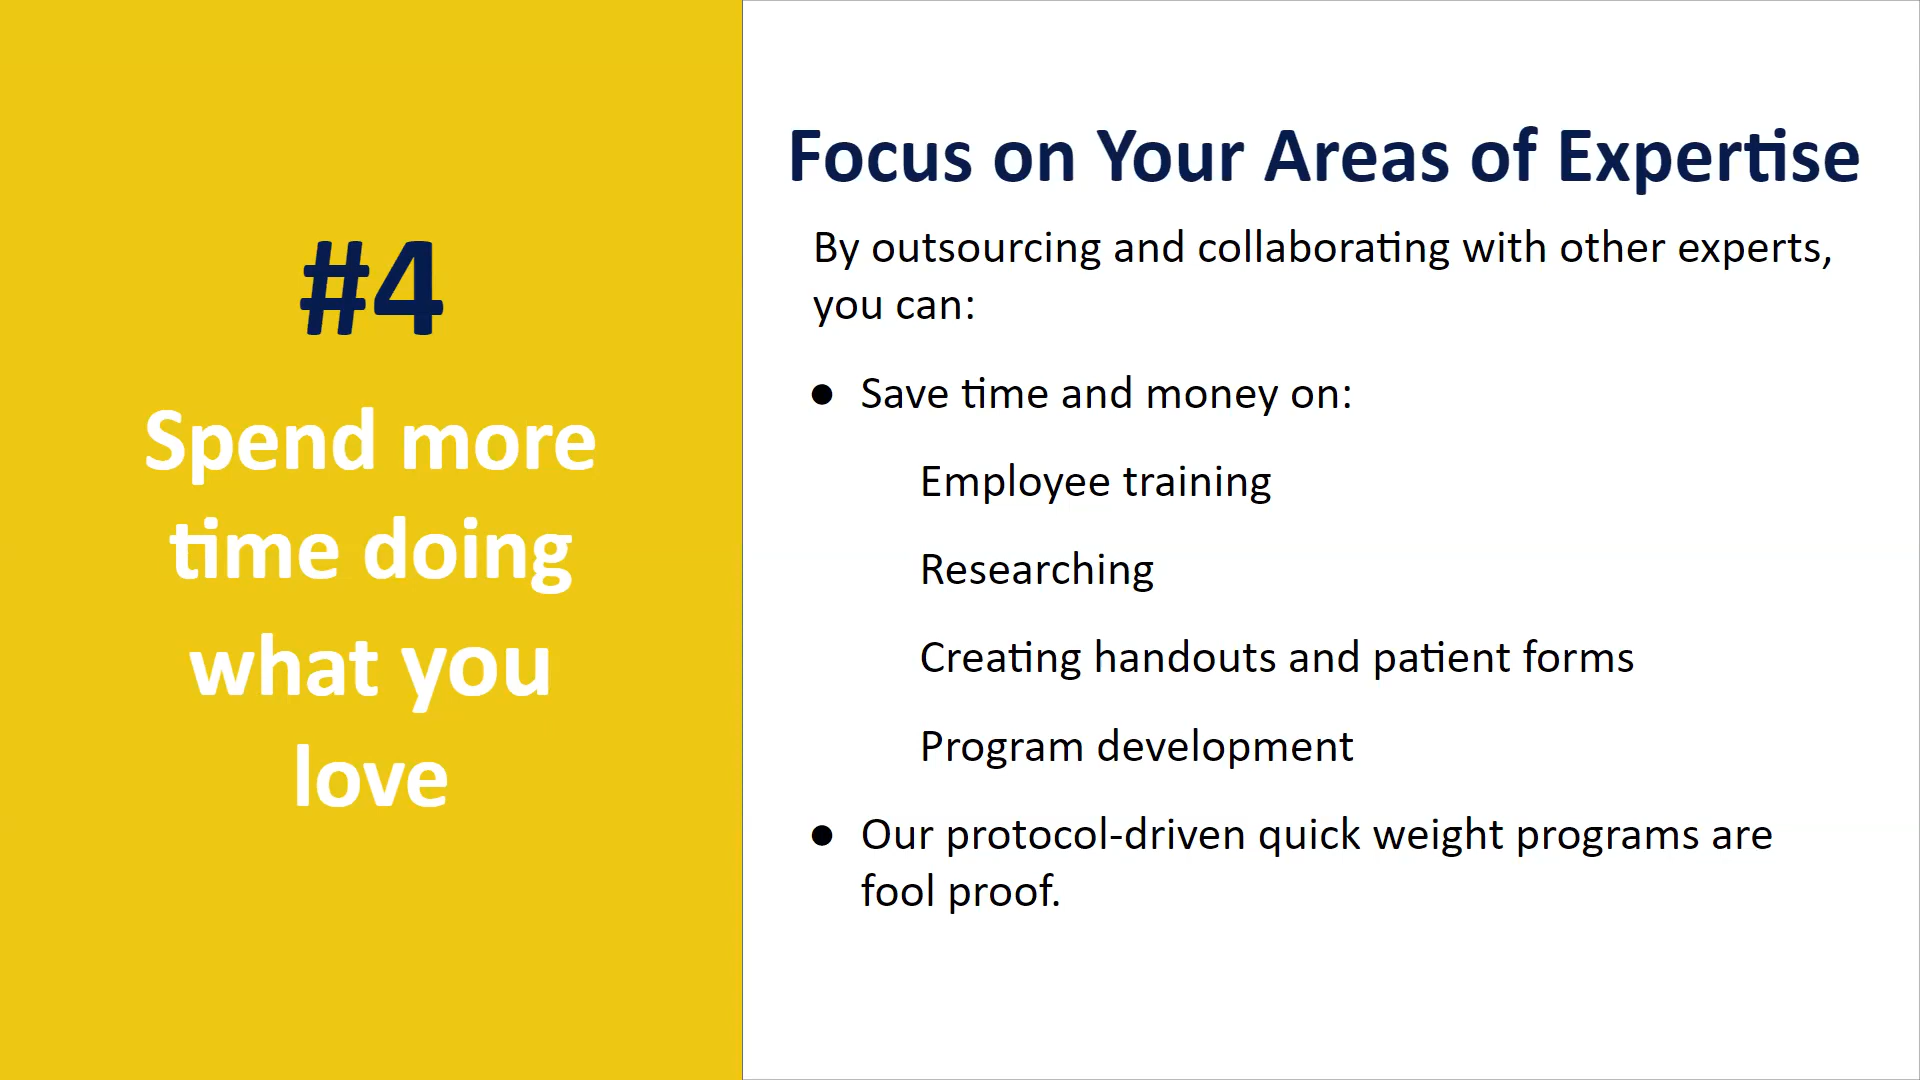 #4
Spend more
time doing
what you
love
Focus on Your Areas of Expertise
By outsourcing and collaborating with other experts,
you can:
● Save time and money on:
Employee training
Researching
Creating handouts and patient forms
Program development
● Our protocol-driven quick weight programs are
fool proof.